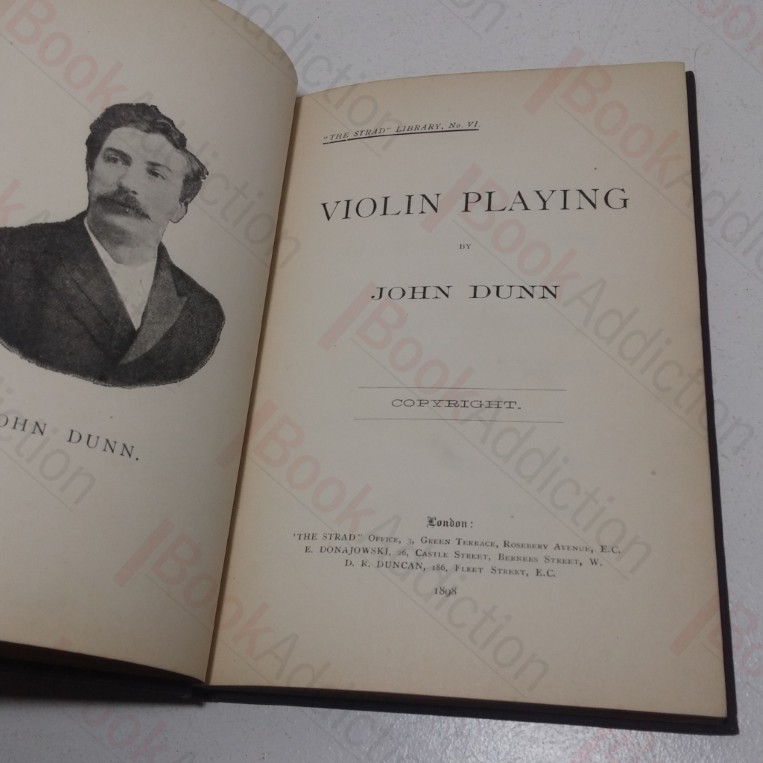 OHN DUNN.
"THE STRAD" LIBRARY, No. VI.
VIOLIN PLAYING
BY
JOHN DUNN
COPYRIGHT.
London:
"THE STRAD" OFFICE, 3, GREEN TERRACE, ROSEBERY AVENUE, E.C.
E. DONAJOWSKI, 26, CASTLE STREET, BERNERS STREET, W.
D. R. DUNCAN, 186, FLEET STREET, E.C.
1898
BookAddiction